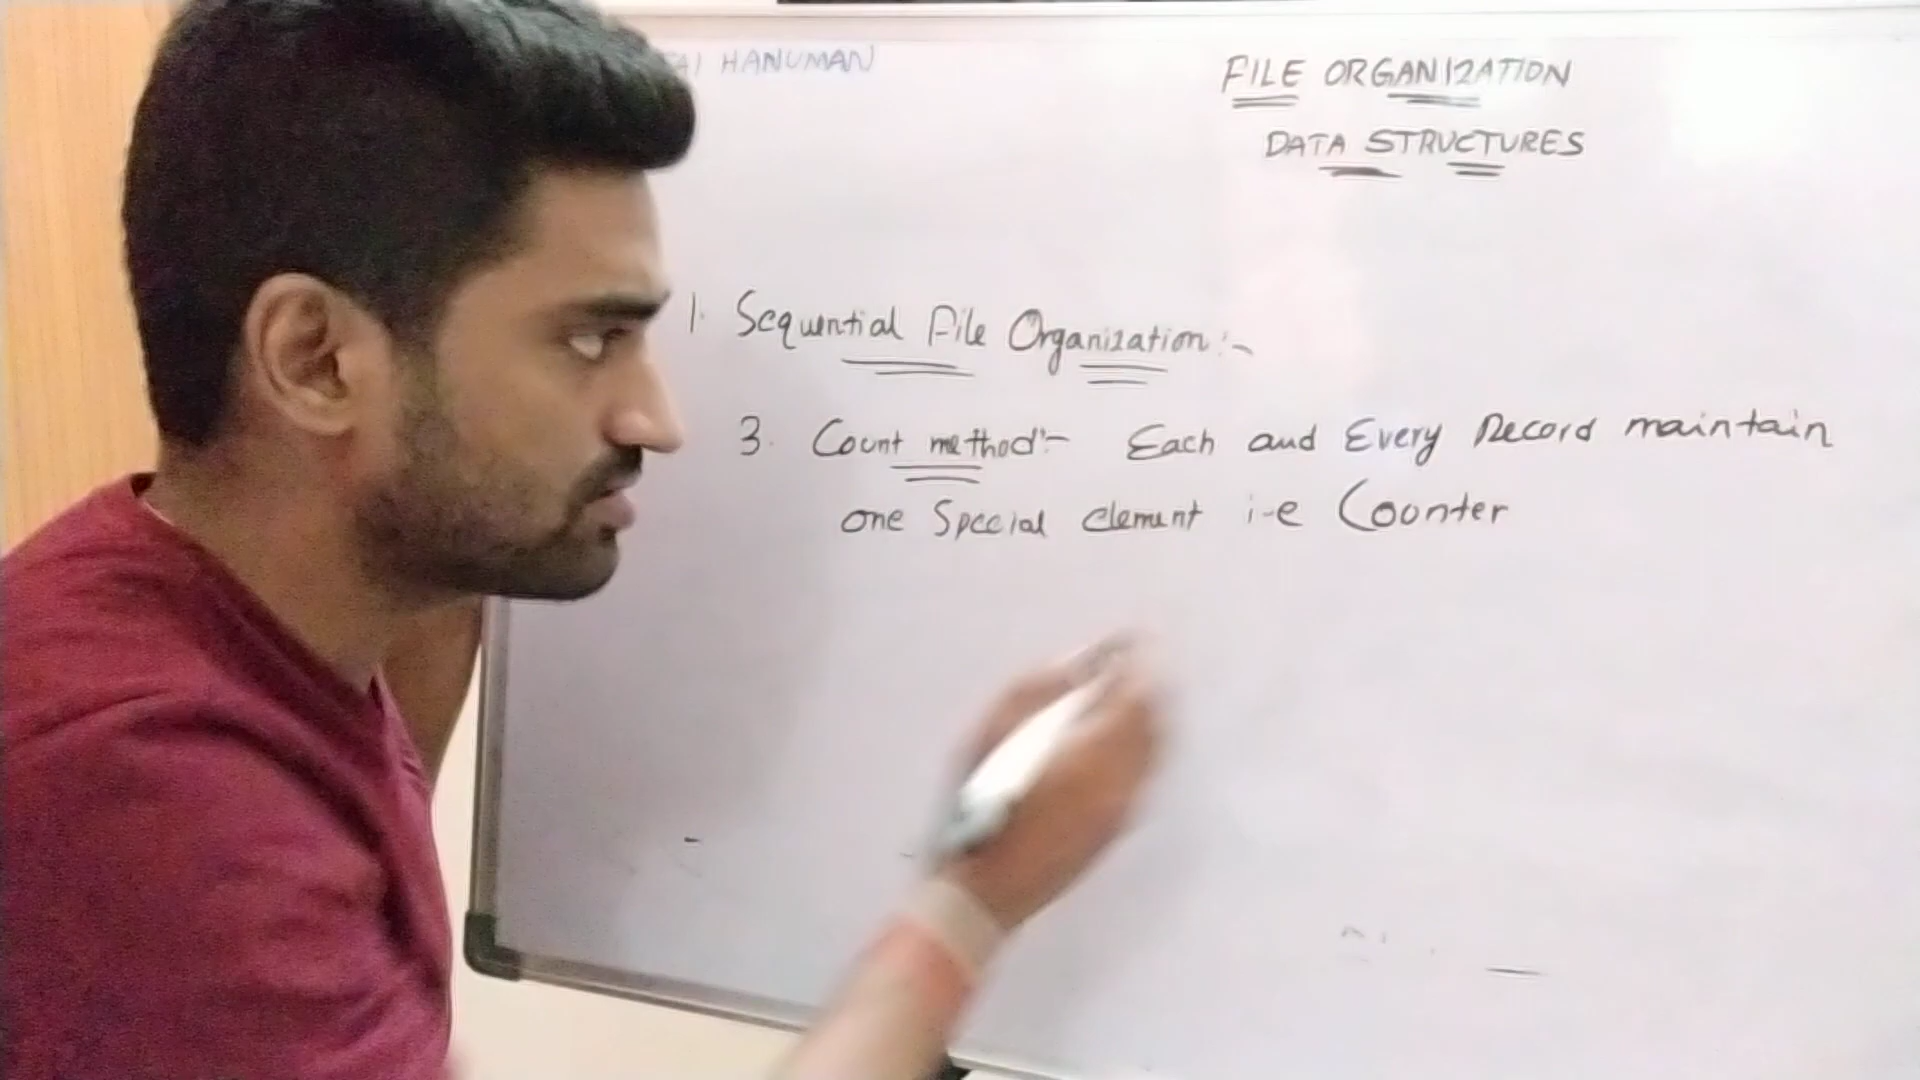 HANUMAN
FILE ORGANIZATION
DATA STRUCTURES
1. Sequential File Organization:-
3. Count method:- Each and Every Record maintain
one Special element i-e Counter